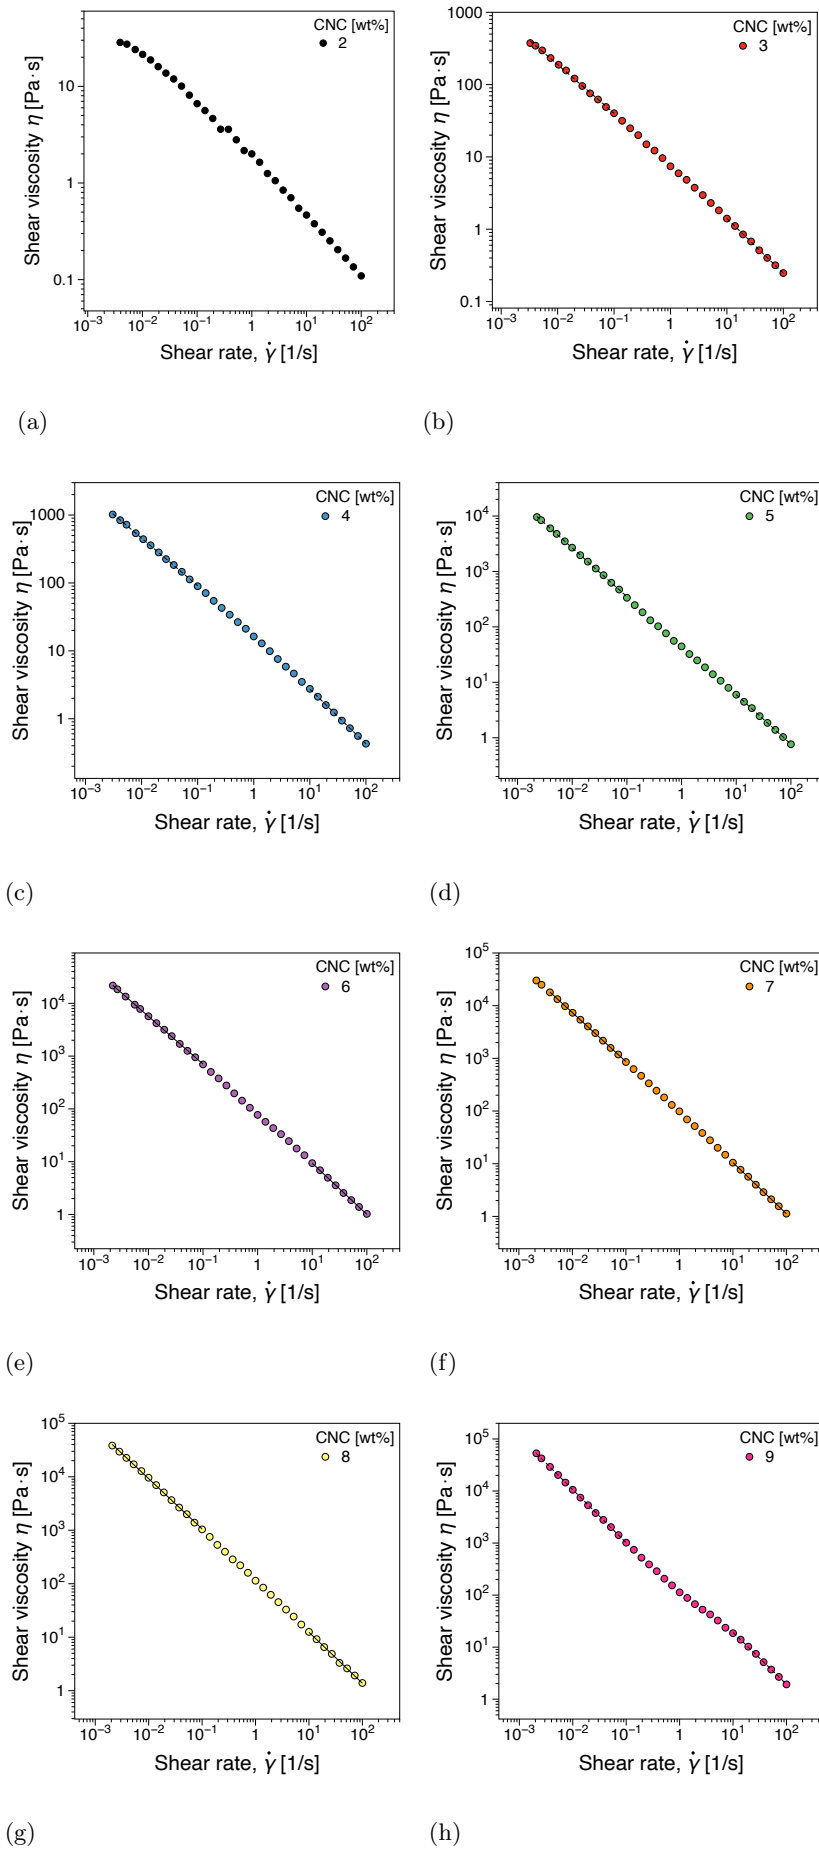 CNC [wt%]
2
10
1
0.1
Shear viscosity η [Pa·s]
10⁻³ 10⁻² 10⁻¹ 1 10¹ 10²
Shear rate, γ̇ [1/s]
(a)
CNC [wt%]
3
1000
100
10
1
0.1
Shear viscosity η [Pa·s]
10⁻³ 10⁻² 10⁻¹ 1 10¹ 10²
Shear rate, γ̇ [1/s]
(b)
CNC [wt%]
4
1000
100
10
1
Shear viscosity η [Pa·s]
10⁻³ 10⁻² 10⁻¹ 1 10¹ 10²
Shear rate, γ̇ [1/s]
(c)
CNC [wt%]
5
10⁴
10³
10²
10¹
1
Shear viscosity η [Pa·s]
10⁻³ 10⁻² 10⁻¹ 1 10¹ 10²
Shear rate, γ̇ [1/s]
(d)
CNC [wt%]
6
10⁴
10³
10²
10¹
1
Shear viscosity η [Pa·s]
10⁻³ 10⁻² 10⁻¹ 1 10¹ 10²
Shear rate, γ̇ [1/s]
(e)
CNC [wt%]
7
10⁵
10⁴
10³
10²
10¹
1
Shear viscosity η [Pa·s]
10⁻³ 10⁻² 10⁻¹ 1 10¹ 10²
Shear rate, γ̇ [1/s]
(f)
CNC [wt%]
8
10⁵
10⁴
10³
10²
10¹
1
Shear viscosity η [Pa·s]
10⁻³ 10⁻² 10⁻¹ 1 10¹ 10²
Shear rate, γ̇ [1/s]
(g)
CNC [wt%]
9
10⁵
10⁴
10³
10²
10¹
1
Shear viscosity η [Pa·s]
10⁻³ 10⁻² 10⁻¹ 1 10¹ 10²
Shear rate, γ̇ [1/s]
(h)